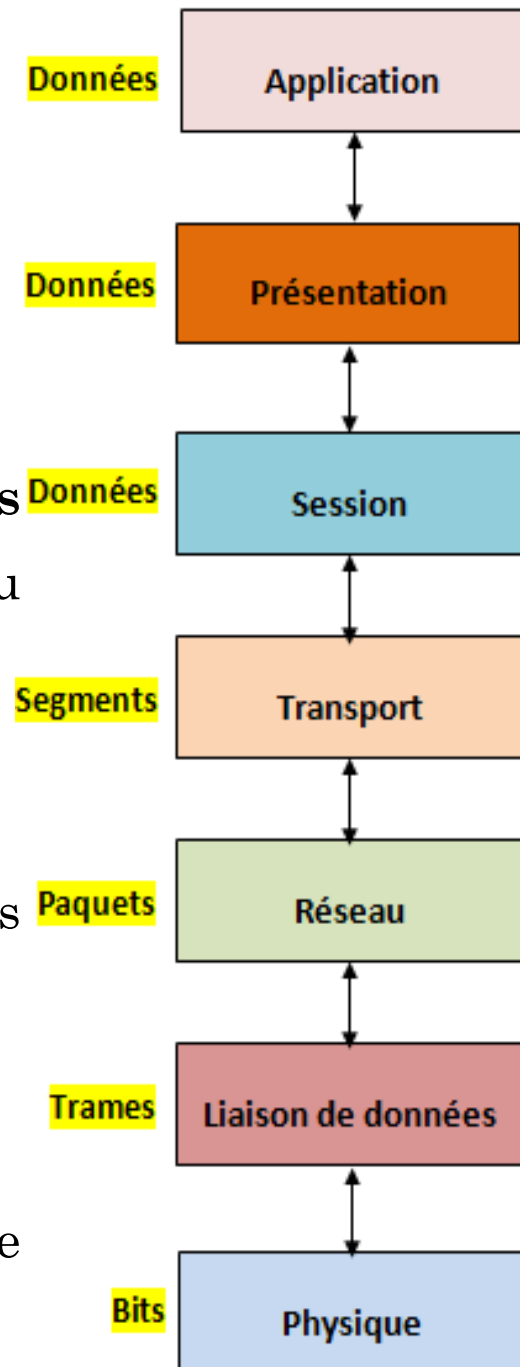 Données Application
Données Présentation
s Données Session
u
Segments Transport
s Paquets Réseau
Trames Liaison de données
e
Bits Physique